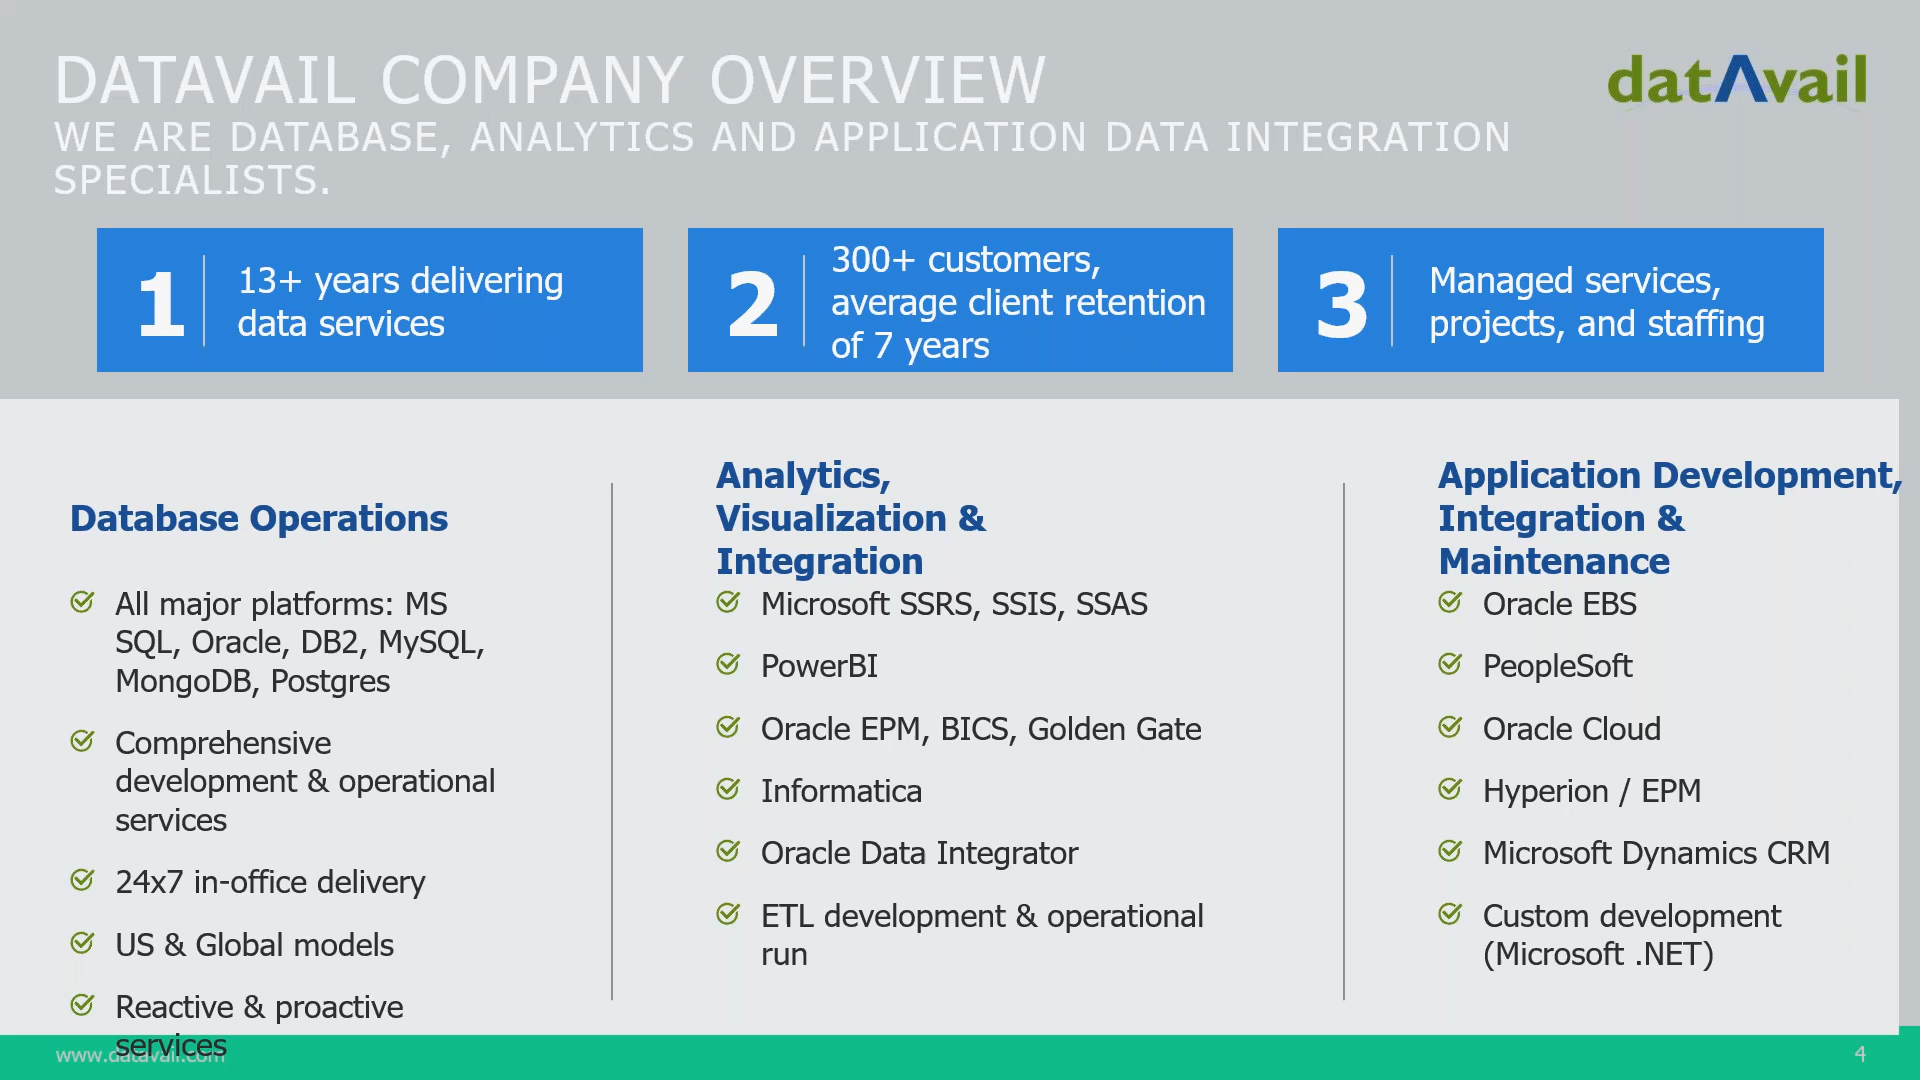 DATAVAIL COMPANY OVERVIEW
WE ARE DATABASE, ANALYTICS AND APPLICATION DATA INTEGRATION
SPECIALISTS.
datAvail
1
13+ years delivering
data services
2
300+ customers,
average client retention
of 7 years
3
Managed services,
projects, and staffing
Database Operations
All major platforms: MS
SQL, Oracle, DB2, MySQL,
MongoDB, Postgres
Comprehensive
development & operational
services
24x7 in-office delivery
US & Global models
Reactive & proactive
services
Analytics,
Visualization &
Integration
Microsoft SSRS, SSIS, SSAS
PowerBI
Oracle EPM, BICS, Golden Gate
Informatica
Oracle Data Integrator
ETL development & operational
run
Application Development,
Integration &
Maintenance
Oracle EBS
PeopleSoft
Oracle Cloud
Hyperion / EPM
Microsoft Dynamics CRM
Custom development
(Microsoft .NET)
www.datavail.com
4